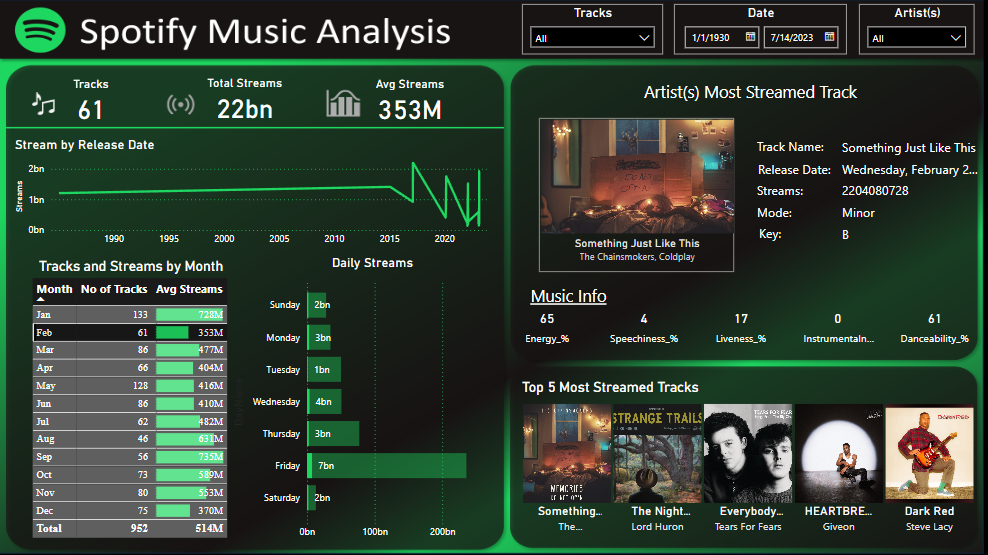 Spotify Music Analysis
Tracks
All
Date
1/1/1930
7/14/2023
Artist(s)
All
Tracks
61
Total Streams
22bn
Avg Streams
353M
Stream by Release Date
Streams
2bn
1bn
0bn
1990 1995 2000 2005 2010 2015 2020
Tracks and Streams by Month
Month No of Tracks Avg Streams
Jan 133 728M
Feb 61 353M
Mar 86 477M
Apr 66 404M
May 128 416M
Jun 86 410M
Jul 62 482M
Aug 46 631M
Sep 56 735M
Oct 73 589M
Nov 80 553M
Dec 75 370M
Total 952 514M
Daily Streams
Sunday 2bn
Monday 3bn
Tuesday 1bn
Wednesday 4bn
Thursday 3bn
Friday 7bn
Saturday 2bn
0bn 100bn 200bn
Artist(s) Most Streamed Track
Something Just Like This
The Chainsmokers, Coldplay
Track Name: Something Just Like This
Release Date: Wednesday, February 2...
Streams: 2204080728
Mode: Minor
Key: B
Music Info
65 4 17 0 61
Energy_% Speechiness_% Liveness_% Instrumentaln... Danceability_%
Top 5 Most Streamed Tracks
MEMORIES
STRANGE TRAILS
TEARS FOR FEARS
Something... The Night... Everybody... HEARTBRE... Dark Red
The... Lord Huron Tears For Fears Giveon Steve Lacy